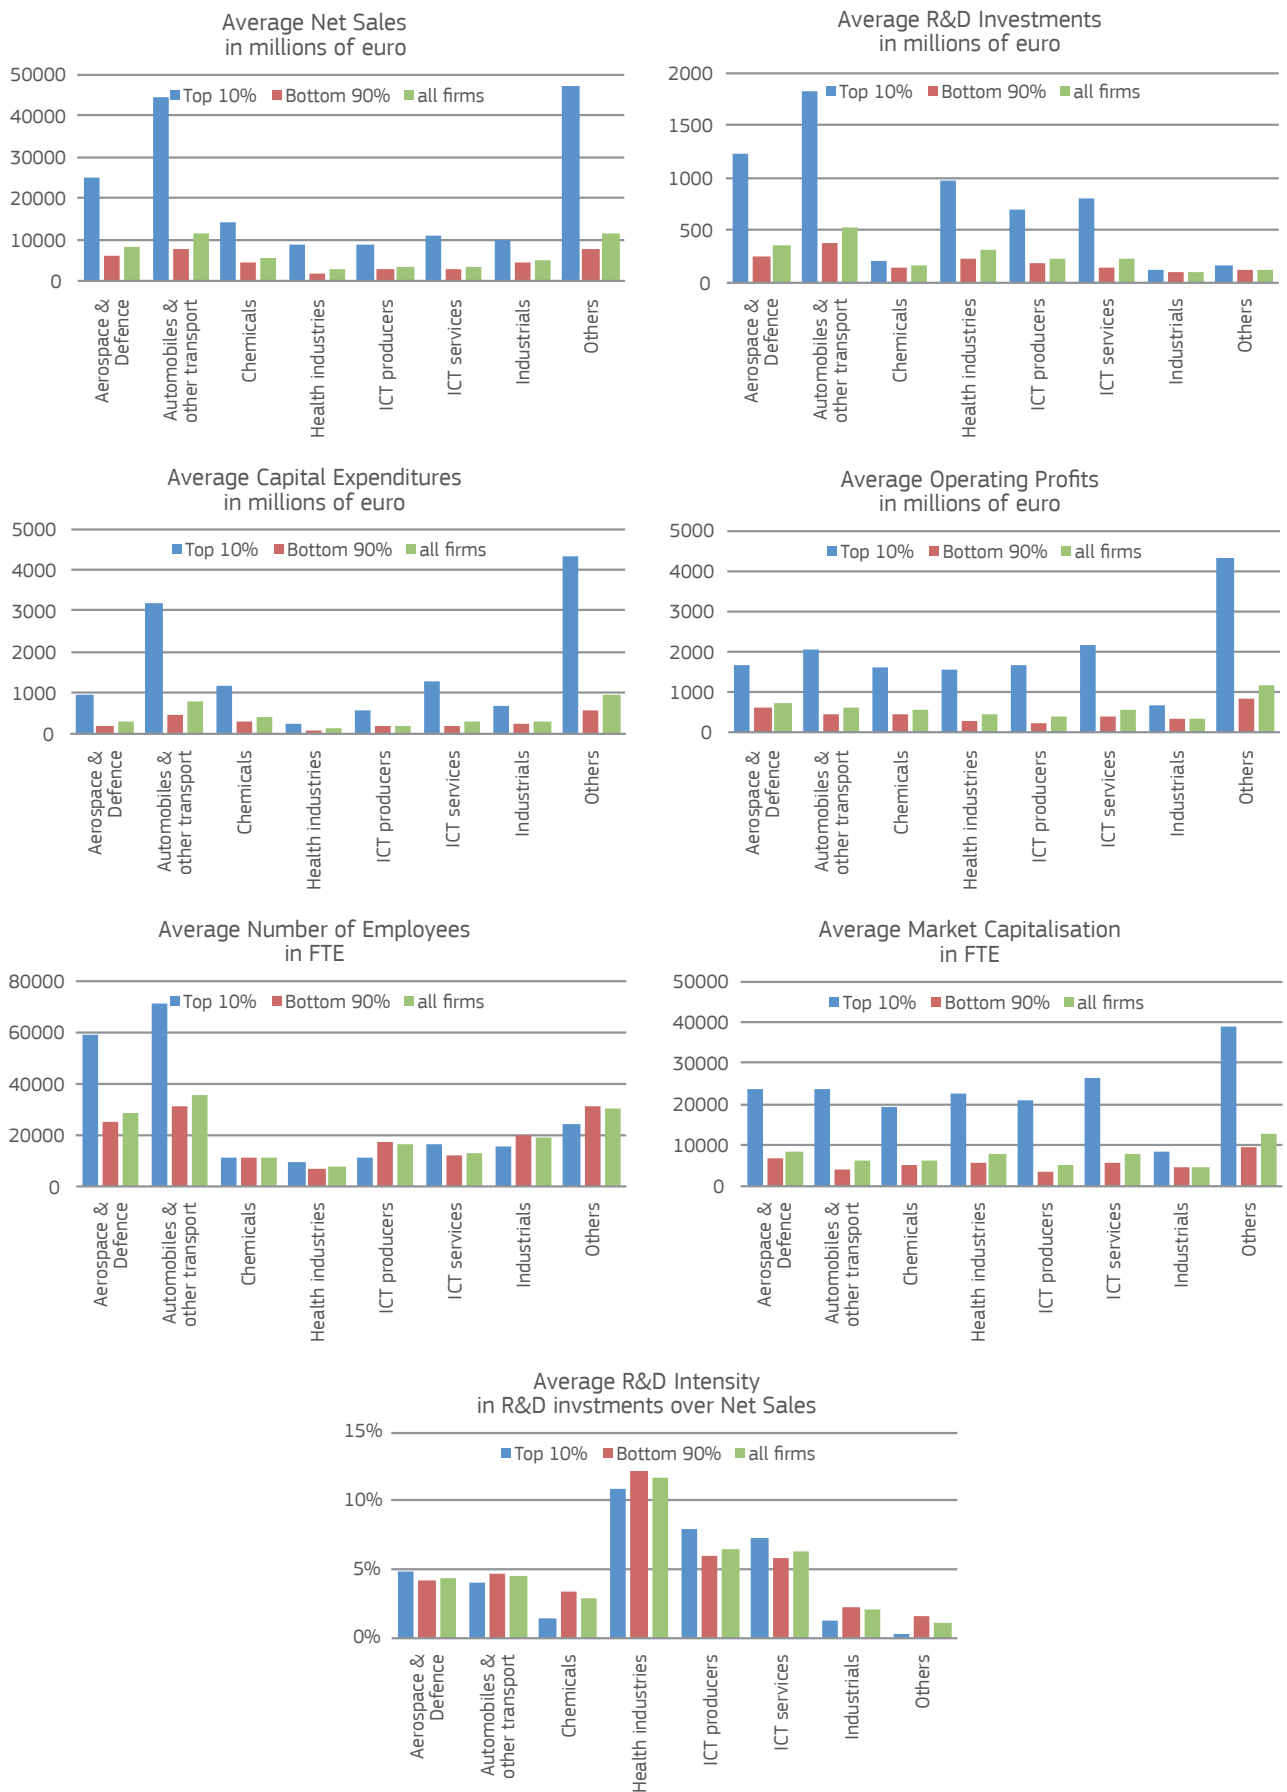 Average Net Sales
in millions of euro
50000
40000
30000
20000
10000
0
Top 10% Bottom 90% all firms
Aerospace &
Defence
Automobiles &
other transport
Chemicals
Health industries
ICT producers
ICT services
Industrials
Others
Average R&D Investments
in millions of euro
2000
1500
1000
500
0
Top 10% Bottom 90% all firms
Aerospace &
Defence
Automobiles &
other transport
Chemicals
Health industries
ICT producers
ICT services
Industrials
Others
Average Capital Expenditures
in millions of euro
5000
4000
3000
2000
1000
0
Top 10% Bottom 90% all firms
Aerospace &
Defence
Automobiles &
other transport
Chemicals
Health industries
ICT producers
ICT services
Industrials
Others
Average Operating Profits
in millions of euro
5000
4000
3000
2000
1000
0
Top 10% Bottom 90% all firms
Aerospace &
Defence
Automobiles &
other transport
Chemicals
Health industries
ICT producers
ICT services
Industrials
Others
Average Number of Employees
in FTE
80000
60000
40000
20000
0
Top 10% Bottom 90% all firms
Aerospace &
Defence
Automobiles &
other transport
Chemicals
Health industries
ICT producers
ICT services
Industrials
Others
Average Market Capitalisation
in FTE
50000
40000
30000
20000
10000
0
Top 10% Bottom 90% all firms
Aerospace &
Defence
Automobiles &
other transport
Chemicals
Health industries
ICT producers
ICT services
Industrials
Others
Average R&D Intensity
in R&D invstments over Net Sales
15%
10%
5%
0%
Top 10% Bottom 90% all firms
Aerospace &
Defence
Automobiles &
other transport
Chemicals
Health industries
ICT producers
ICT services
Industrials
Others